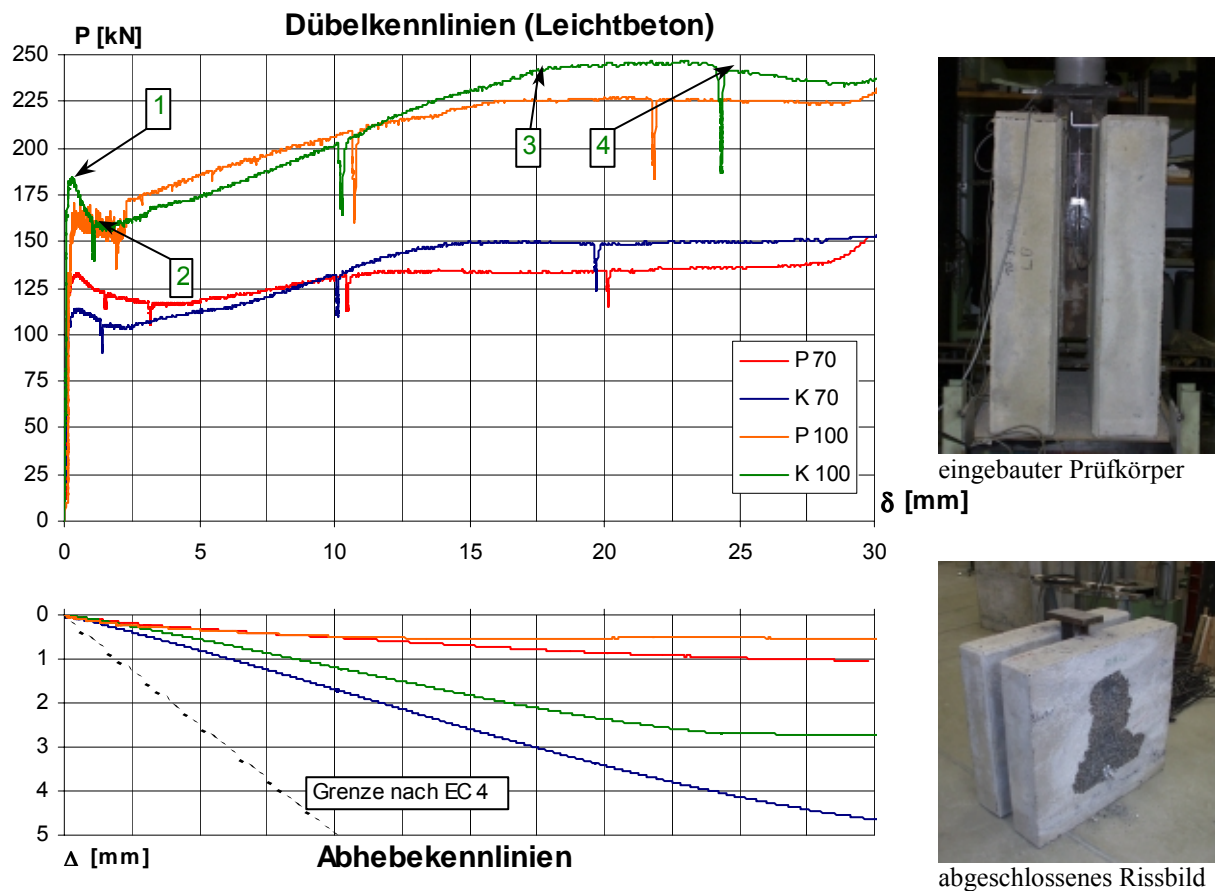 Dübelkennlinien (Leichtbeton)
P [kN]
250
225
200
175
150
125
100
75
50
25
0
1
2
3
4
P 70
K 70
P 100
K 100
δ [mm]
0 5 10 15 20 25 30
eingebauter Prüfkörper
0
1
2
3
4
5
Grenze nach EC 4
Δ [mm]
Abhebekennlinien
abgeschlossenes Rissbild